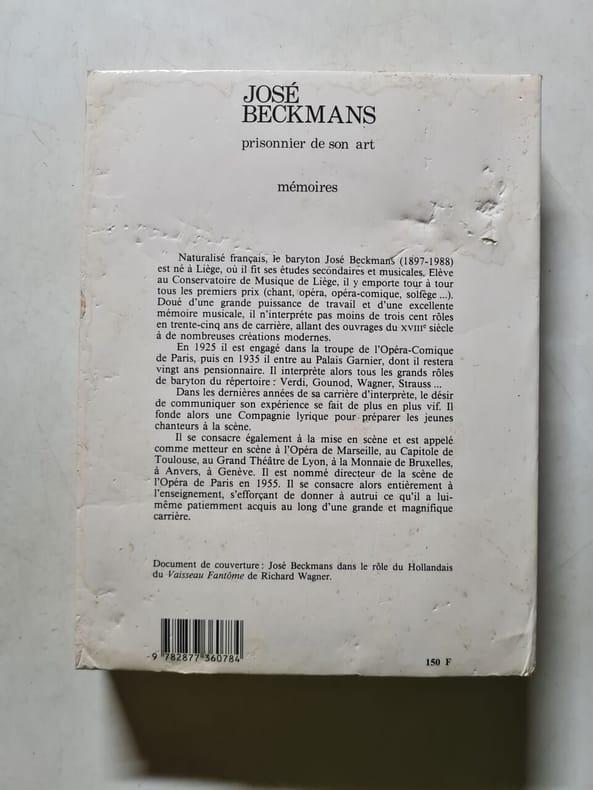 JOSÉ
BECKMANS
prisonnier de son art
mémoires
Naturalisé français, le baryton José Beckmans (1897-1988)
est né à Liège, où il fit ses études secondaires et musicales. Elève
au Conservatoire de Musique de Liège, il y emporte tour à tour
tous les premiers prix (chant, opéra, opéra-comique, solfège ...).
Doué d'une grande puissance de travail et d'une excellente
mémoire musicale, il n'interprète pas moins de trois cent rôles
en trente-cinq ans de carrière, allant des ouvrages du XVIIIe siècle
à de nombreuses créations modernes.
En 1925 il est engagé dans la troupe de l'Opéra-Comique
de Paris, puis en 1935 il entre au Palais Garnier, dont il restera
vingt ans pensionnaire. Il interprète alors tous les grands rôles
de baryton du répertoire : Verdi, Gounod, Wagner, Strauss ...
Dans les dernières années de sa carrière d'interprète, le désir
de communiquer son expérience se fait de plus en plus vif. Il
fonde alors une Compagnie lyrique pour préparer les jeunes
chanteurs à la scène.
Il se consacre également à la mise en scène et est appelé
comme metteur en scène à l'Opéra de Marseille, au Capitole de
Toulouse, au Grand Théâtre de Lyon, à la Monnaie de Bruxelles,
à Anvers, à Genève. Il est nommé directeur de la scène de
l'Opéra de Paris en 1955. Il se consacre alors entièrement à
l'enseignement, s'efforçant de donner à autrui ce qu'il a lui-
même patiemment acquis au long d'une grande et magnifique
carrière.
Document de couverture : José Beckmans dans le rôle du Hollandais
du Vaisseau Fantôme de Richard Wagner.
9 782877 360784
150 F